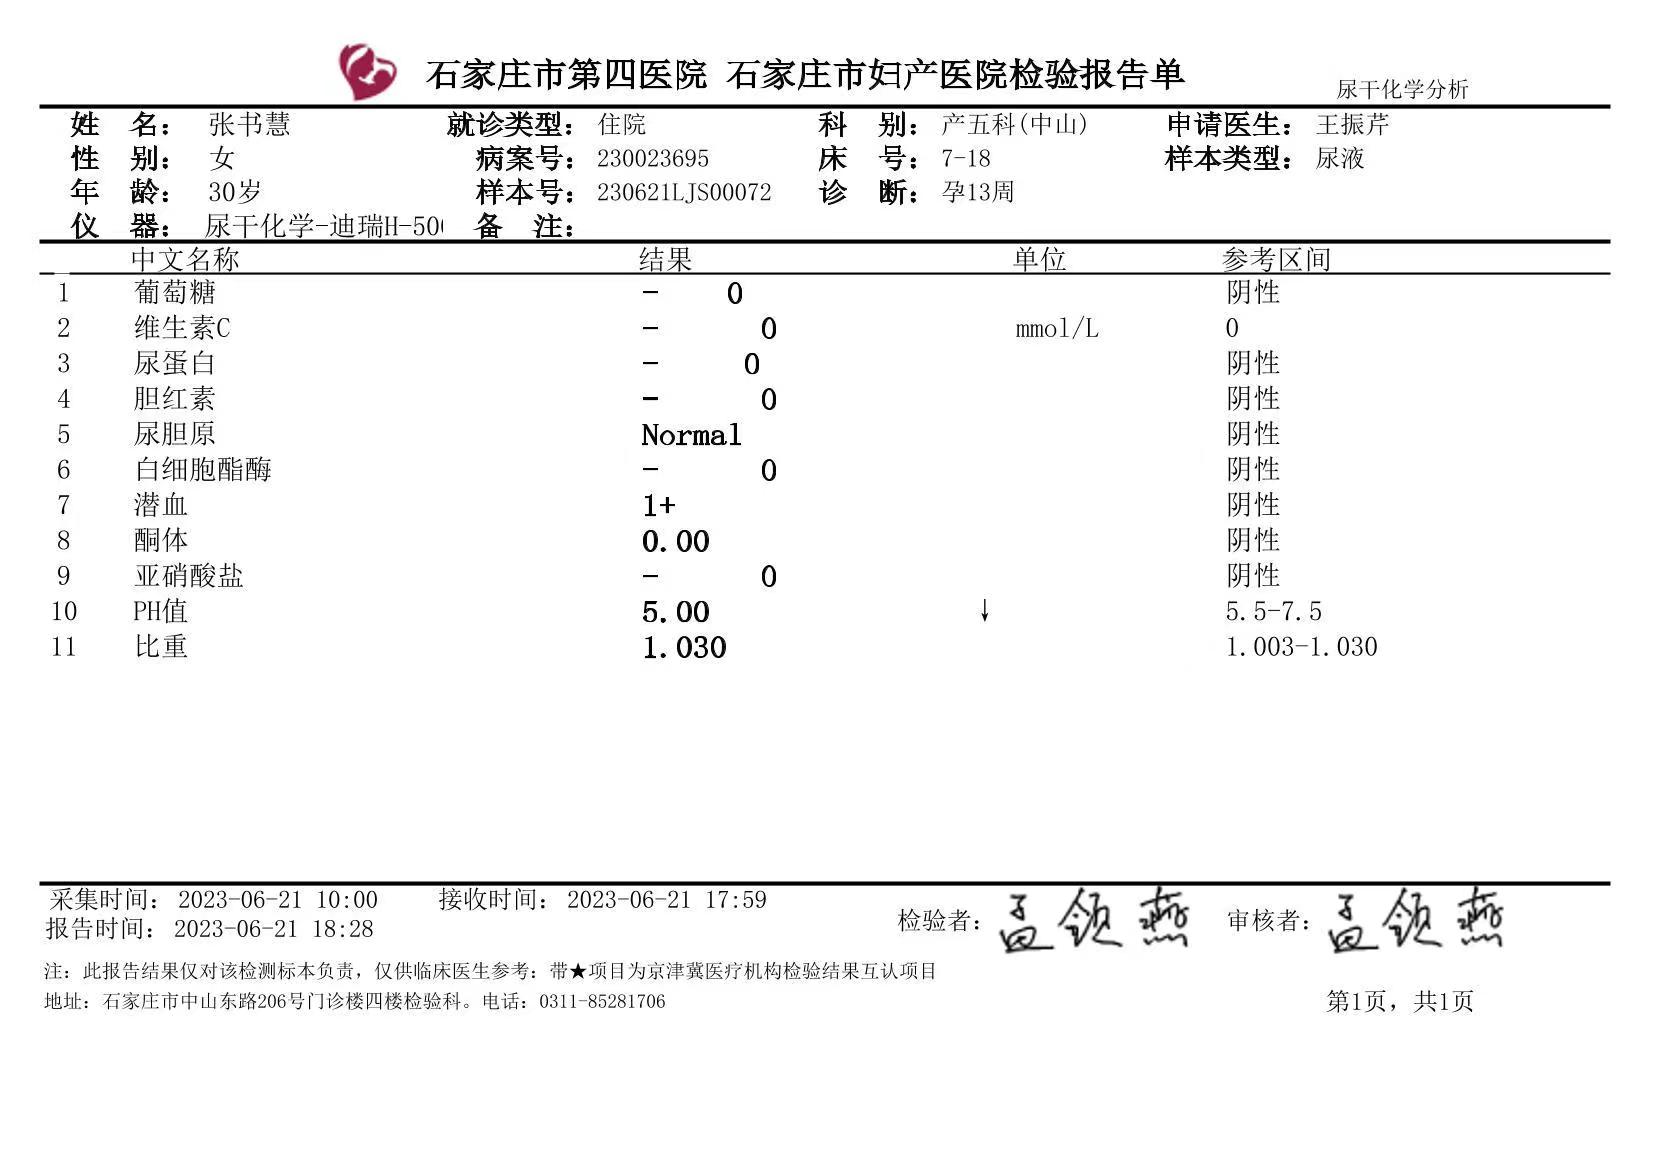 石家庄市第四医院 石家庄市妇产医院检验报告单 尿干化学分析
姓 名： 张书慧 就诊类型： 住院 科 别： 产五科(中山) 申请医生： 王振芹
性 别： 女 病案号： 230023695 床 号： 7-18 样本类型： 尿液
年 龄： 30岁 样本号： 230621LJS00072 诊 断： 孕13周
仪 器： 尿干化学-迪瑞H-50 备 注：
中文名称 结果 单位 参考区间
1 葡萄糖 - 0 阴性
2 维生素C - 0 mmol/L 0
3 尿蛋白 - 0 阴性
4 胆红素 - 0 阴性
5 尿胆原 Normal 阴性
6 白细胞酯酶 - 0 阴性
7 潜血 1+ 阴性
8 酮体 0.00 阴性
9 亚硝酸盐 - 0 阴性
10 PH值 5.00 ↓ 5.5-7.5
11 比重 1.030 1.003-1.030
采集时间： 2023-06-21 10:00 接收时间： 2023-06-21 17:59
报告时间： 2023-06-21 18:28 检验者： 孟领燕 审核者： 孟领燕
注：此报告结果仅对该检测标本负责，仅供临床医生参考：带★项目为京津冀医疗机构检验结果互认项目
地址：石家庄市中山东路206号门诊楼四楼检验科。电话：0311-85281706 第1页，共1页